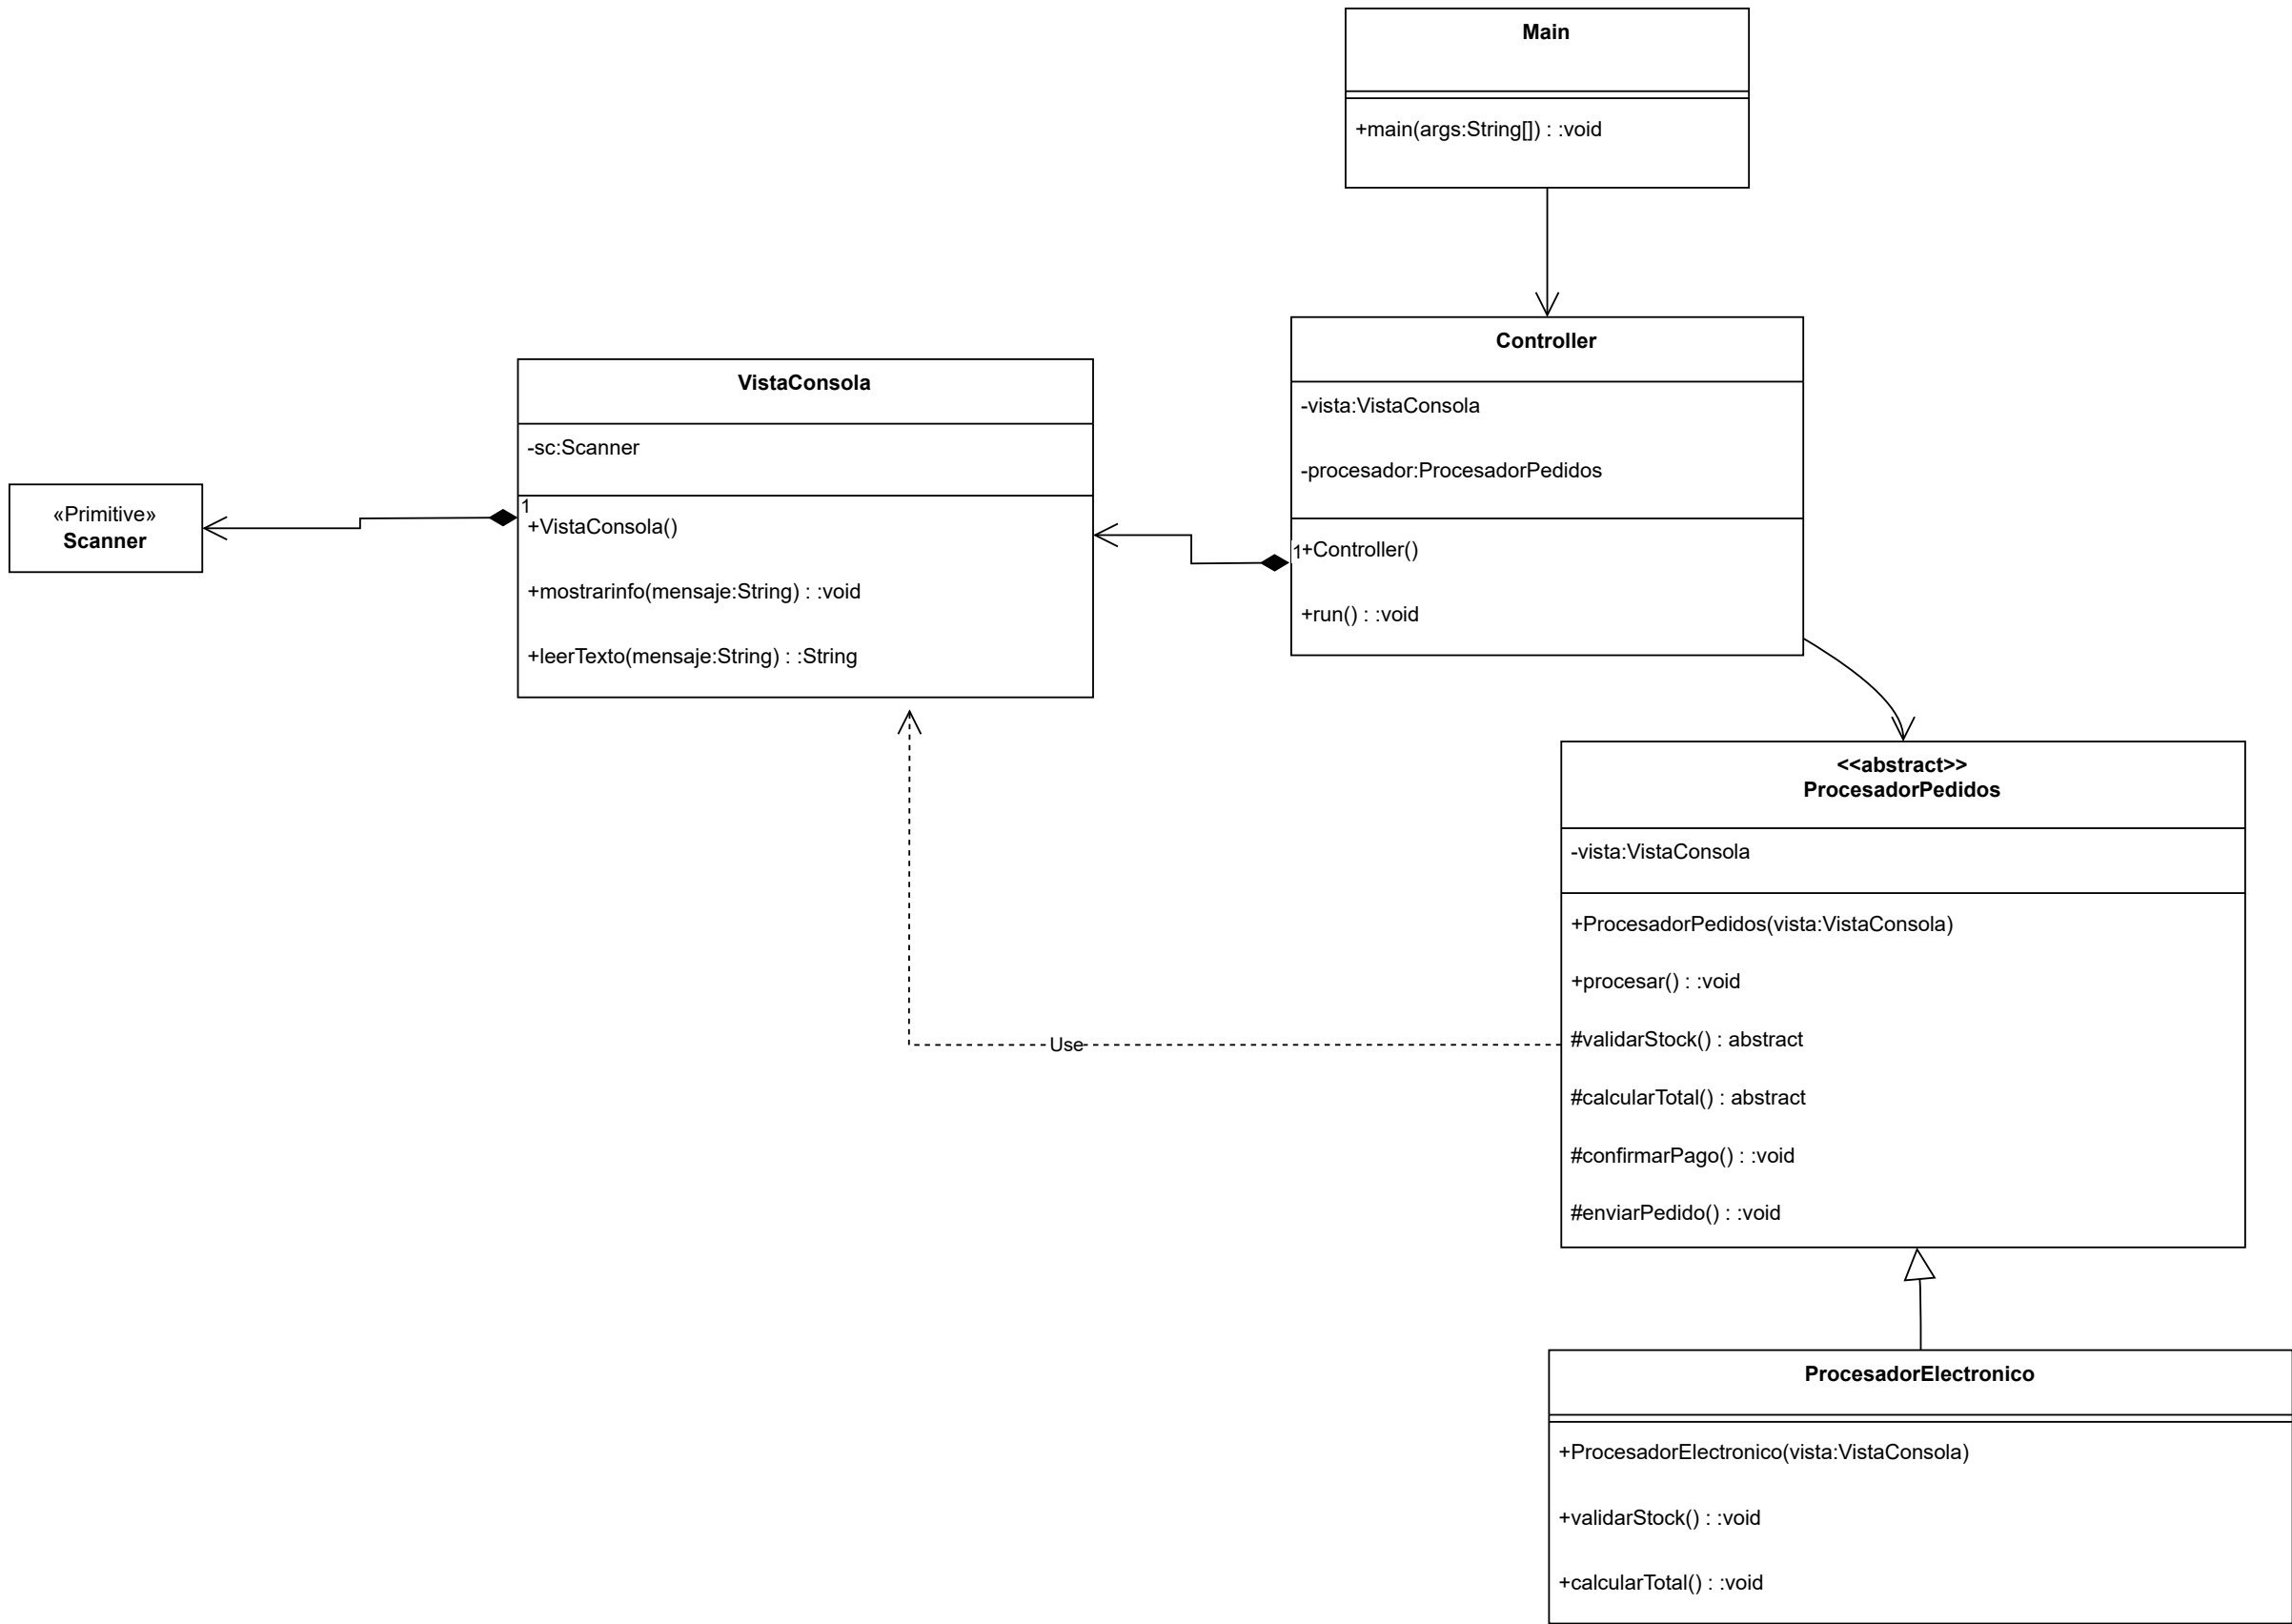 Main
+main(args:String[]) : :void
Controller
-vista:VistaConsola
-procesador:ProcesadorPedidos
1
+Controller()
+run() : :void
VistaConsola
-sc:Scanner
1
+VistaConsola()
+mostrarinfo(mensaje:String) : :void
+leerTexto(mensaje:String) : :String
«Primitive»
Scanner
<<abstract>>
ProcesadorPedidos
-vista:VistaConsola
+ProcesadorPedidos(vista:VistaConsola)
+procesar() : :void
#validarStock() : abstract
#calcularTotal() : abstract
#confirmarPago() : :void
#enviarPedido() : :void
Use
ProcesadorElectronico
+ProcesadorElectronico(vista:VistaConsola)
+validarStock() : :void
+calcularTotal() : :void